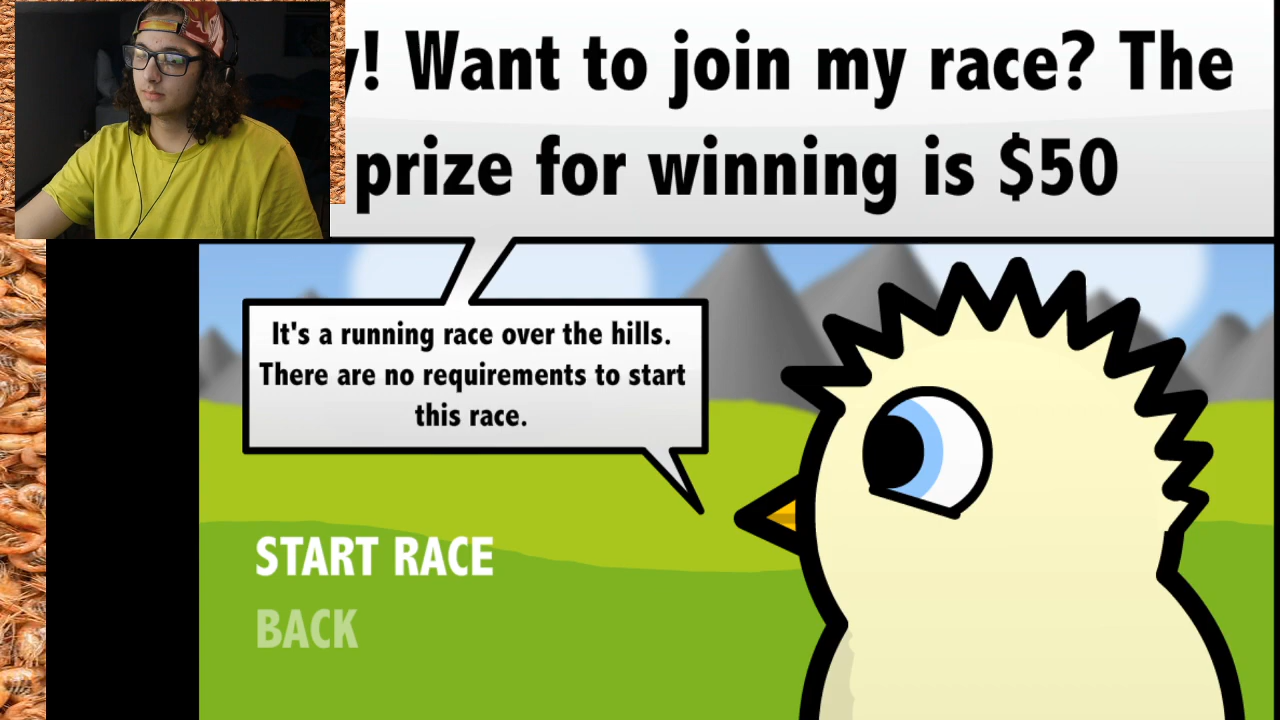 ! Want to join my race? The
prize for winning is $50
It's a running race over the hills.
There are no requirements to start
this race.
START RACE
BACK